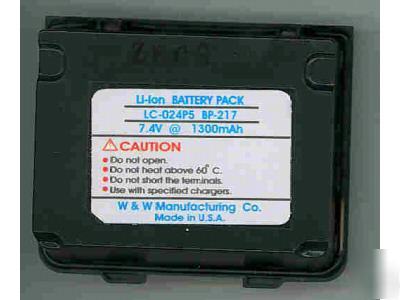 Li-Ion BATTERY PACK
LC-024P5 BP-217
7.4V @ 1300mAh
CAUTION
Do not open.
Do not heat above 60°C.
Do not short the terminals.
Use with specified chargers.
W & W Manufacturing Co.
Made in U.S.A.